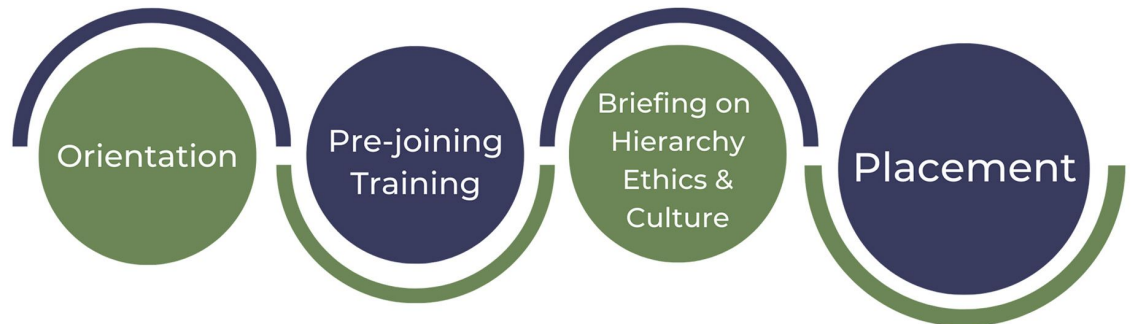 Orientation
Pre-joining
Training
Briefing on
Hierarchy
Ethics &
Culture
Placement